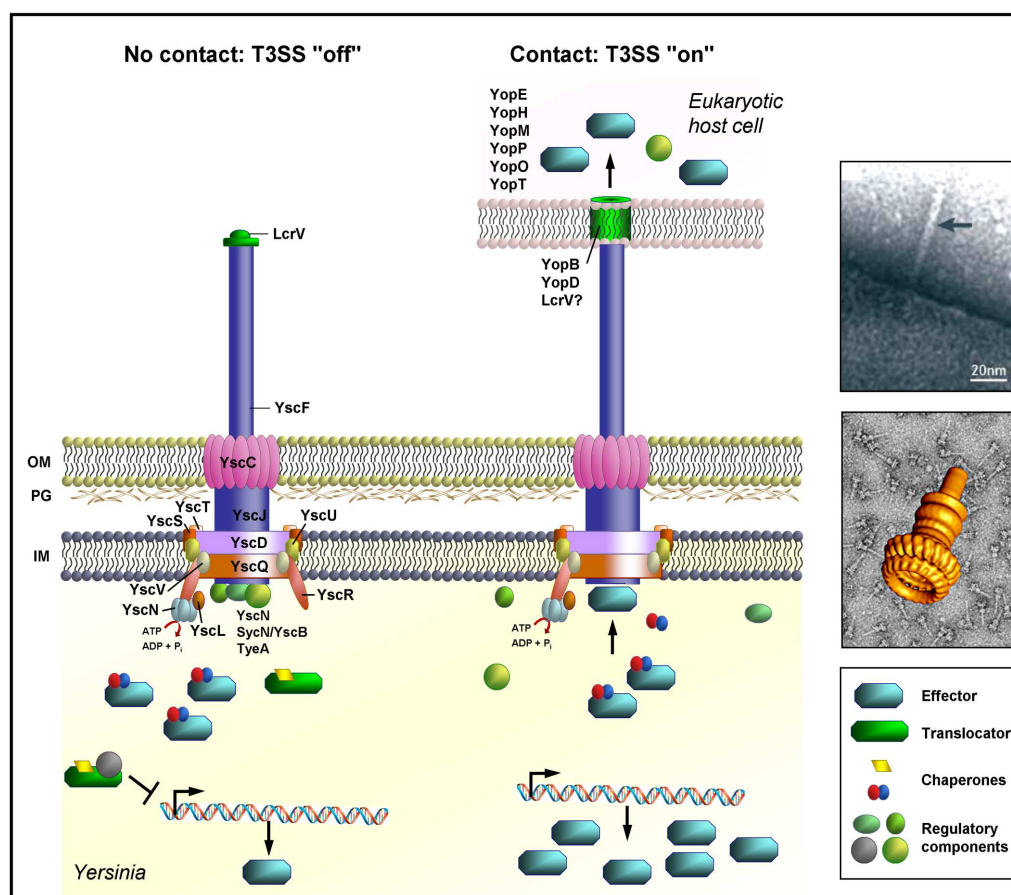 No contact: T3SS "off"
Contact: T3SS "on"
YopE
YopH
YopM
YopP
YopO
YopT
Eukaryotic
host cell
LcrV
YopB
YopD
LcrV?
20nm
YscF
OM
YscC
PG
YscT
YscJ
YscU
YscS
YscD
IM
YscQ
YscV
YscR
YscN
YscL
YscN
SycN/YscB
TyeA
ATP
ADP + Pi
ATP
ADP + Pi
Effector
Translocator
Chaperones
Regulatory
components
Yersinia